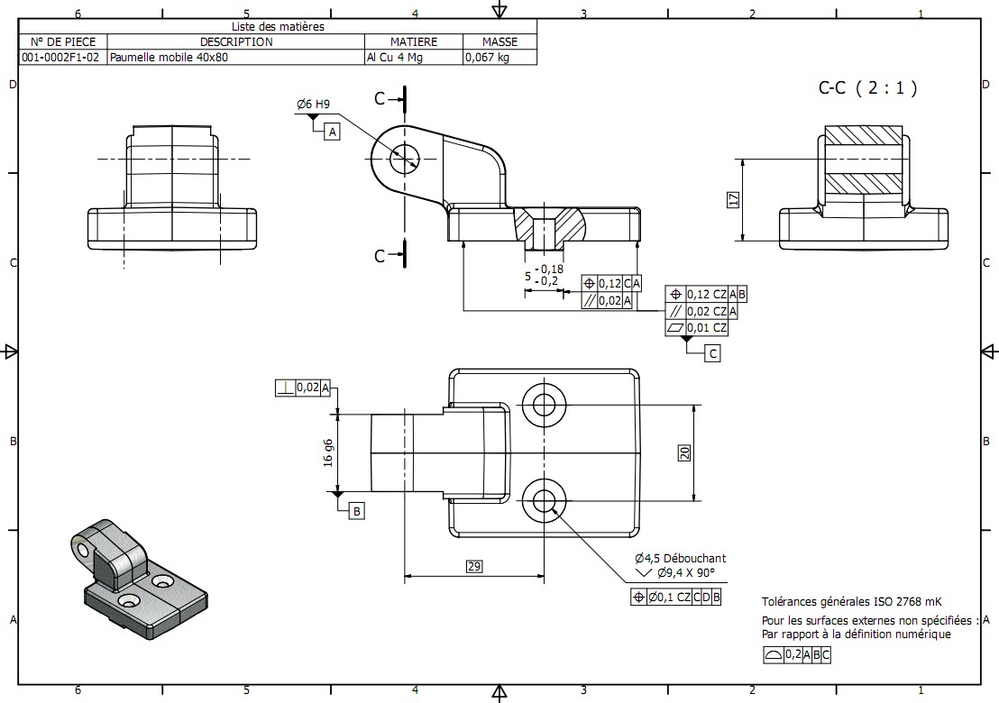 6 5 4 3 2 1
Liste des matières
N° DE PIECE DESCRIPTION MATIERE MASSE
001-0002F1-02 Paumelle mobile 40x80 Al Cu 4 Mg 0,067 kg
D D
C-C ( 2 : 1 )
C
Ø6 H9
A
17
C
C C
5 -0,18
-0,2
⌖ 0,12 C A
// 0,02 A
⌖ 0,12 CZ A B
// 0,02 CZ A
⏥ 0,01 CZ
C
⊥ 0,02 A
16 g6
B
20
B B
29
Ø4,5 Débouchant
⌵ Ø9,4 X 90°
⌖ Ø0,1 CZ C D B
Tolérances générales ISO 2768 mK
Pour les surfaces externes non spécifiées :
Par rapport à la définition numérique
⌓ 0,2 A B C
A A
6 5 4 3 2 1